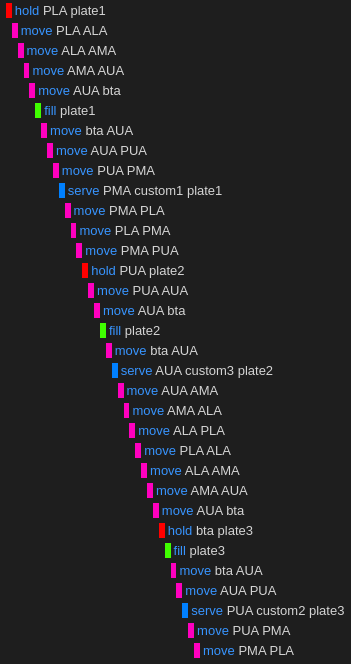 hold PLA plate1
move PLA ALA
move ALA AMA
move AMA AUA
move AUA bta
fill plate1
move bta AUA
move AUA PUA
move PUA PMA
serve PMA custom1 plate1
move PMA PLA
move PLA PMA
move PMA PUA
hold PUA plate2
move PUA AUA
move AUA bta
fill plate2
move bta AUA
serve AUA custom3 plate2
move AUA AMA
move AMA ALA
move ALA PLA
move PLA ALA
move ALA AMA
move AMA AUA
move AUA bta
hold bta plate3
fill plate3
move bta AUA
move AUA PUA
serve PUA custom2 plate3
move PUA PMA
move PMA PLA